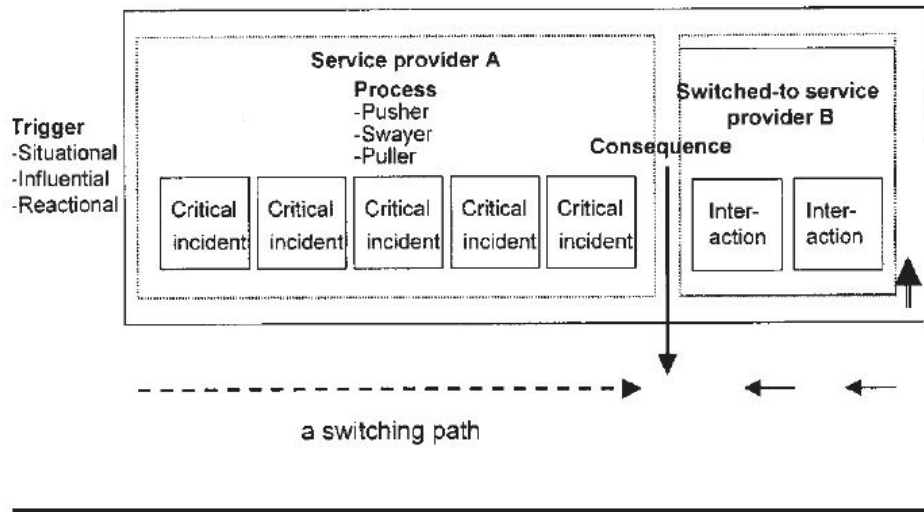 Service provider A
Process
-Pusher
-Swayer
-Puller
Trigger
-Situational
-Influential
-Reactional
Critical
incident
Critical
incident
Critical
incident
Critical
incident
Critical
incident
Consequence
Switched-to service
provider B
Inter-
action
Inter-
action
a switching path